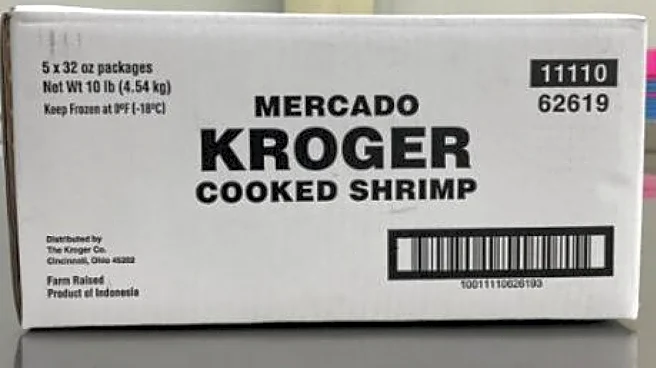 5 x 32 oz packages
Net Wt 10 lb (4.54 kg)
Keep Frozen at 0ºF (-18ºC)
11110
62619
MERCADO
KROGER
COOKED SHRIMP
Distributed by
The Kroger Co.
Cincinnati, Ohio 45202
Farm Raised
Product of Indonesia
10011110626193